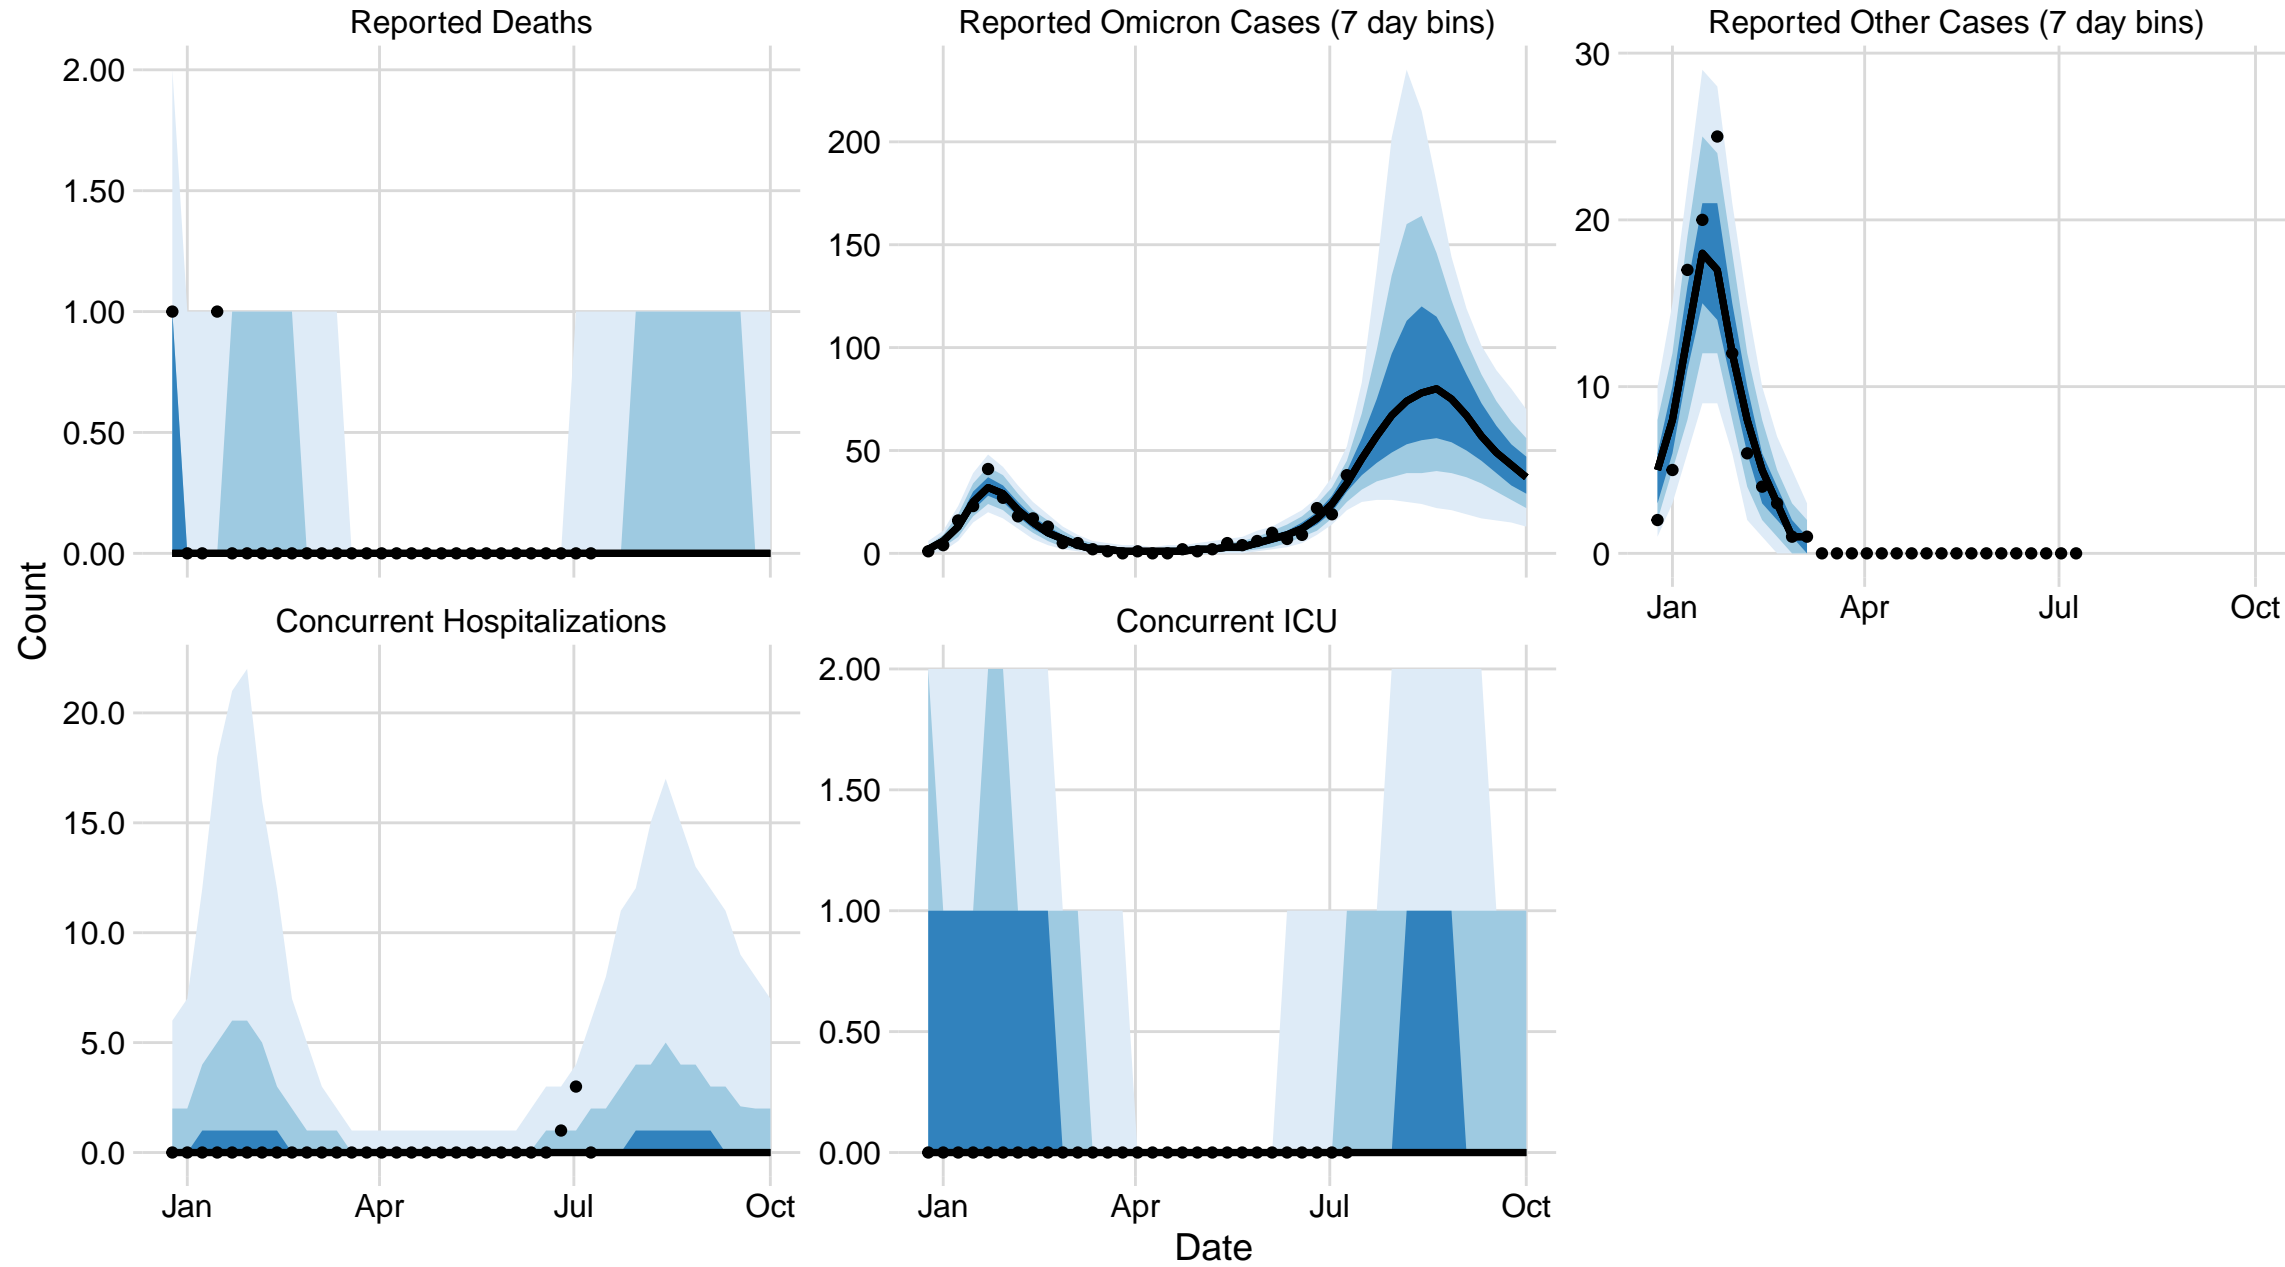 Reported Deaths
Reported Omicron Cases (7 day bins)
Reported Other Cases (7 day bins)
2.00
1.50
1.00
0.50
0.00
200
150
100
50
0
30
20
10
0
Jan Apr Jul Oct
Count
Concurrent Hospitalizations
Concurrent ICU
20.0
15.0
10.0
5.0
0.0
Jan Apr Jul Oct
2.00
1.50
1.00
0.50
0.00
Jan Apr Jul Oct
Date